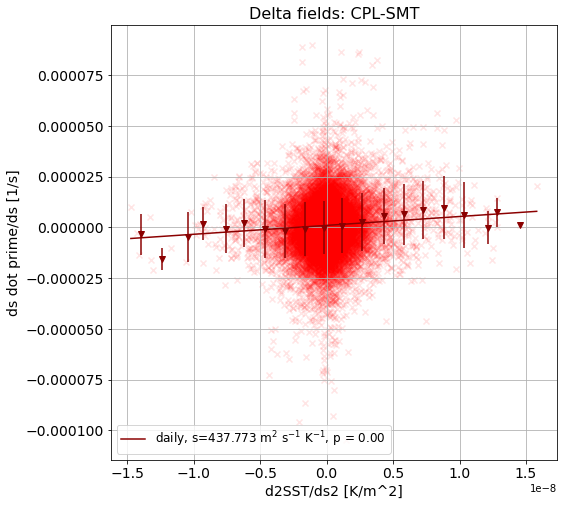 Delta fields: CPL-SMT
ds dot prime/ds [1/s]
0.000075
0.000050
0.000025
0.000000
−0.000025
−0.000050
−0.000075
−0.000100
daily, s=437.773 m² s⁻¹ K⁻¹, p = 0.00
−1.5 −1.0 −0.5 0.0 0.5 1.0 1.5
1e−8
d2SST/ds2 [K/m^2]